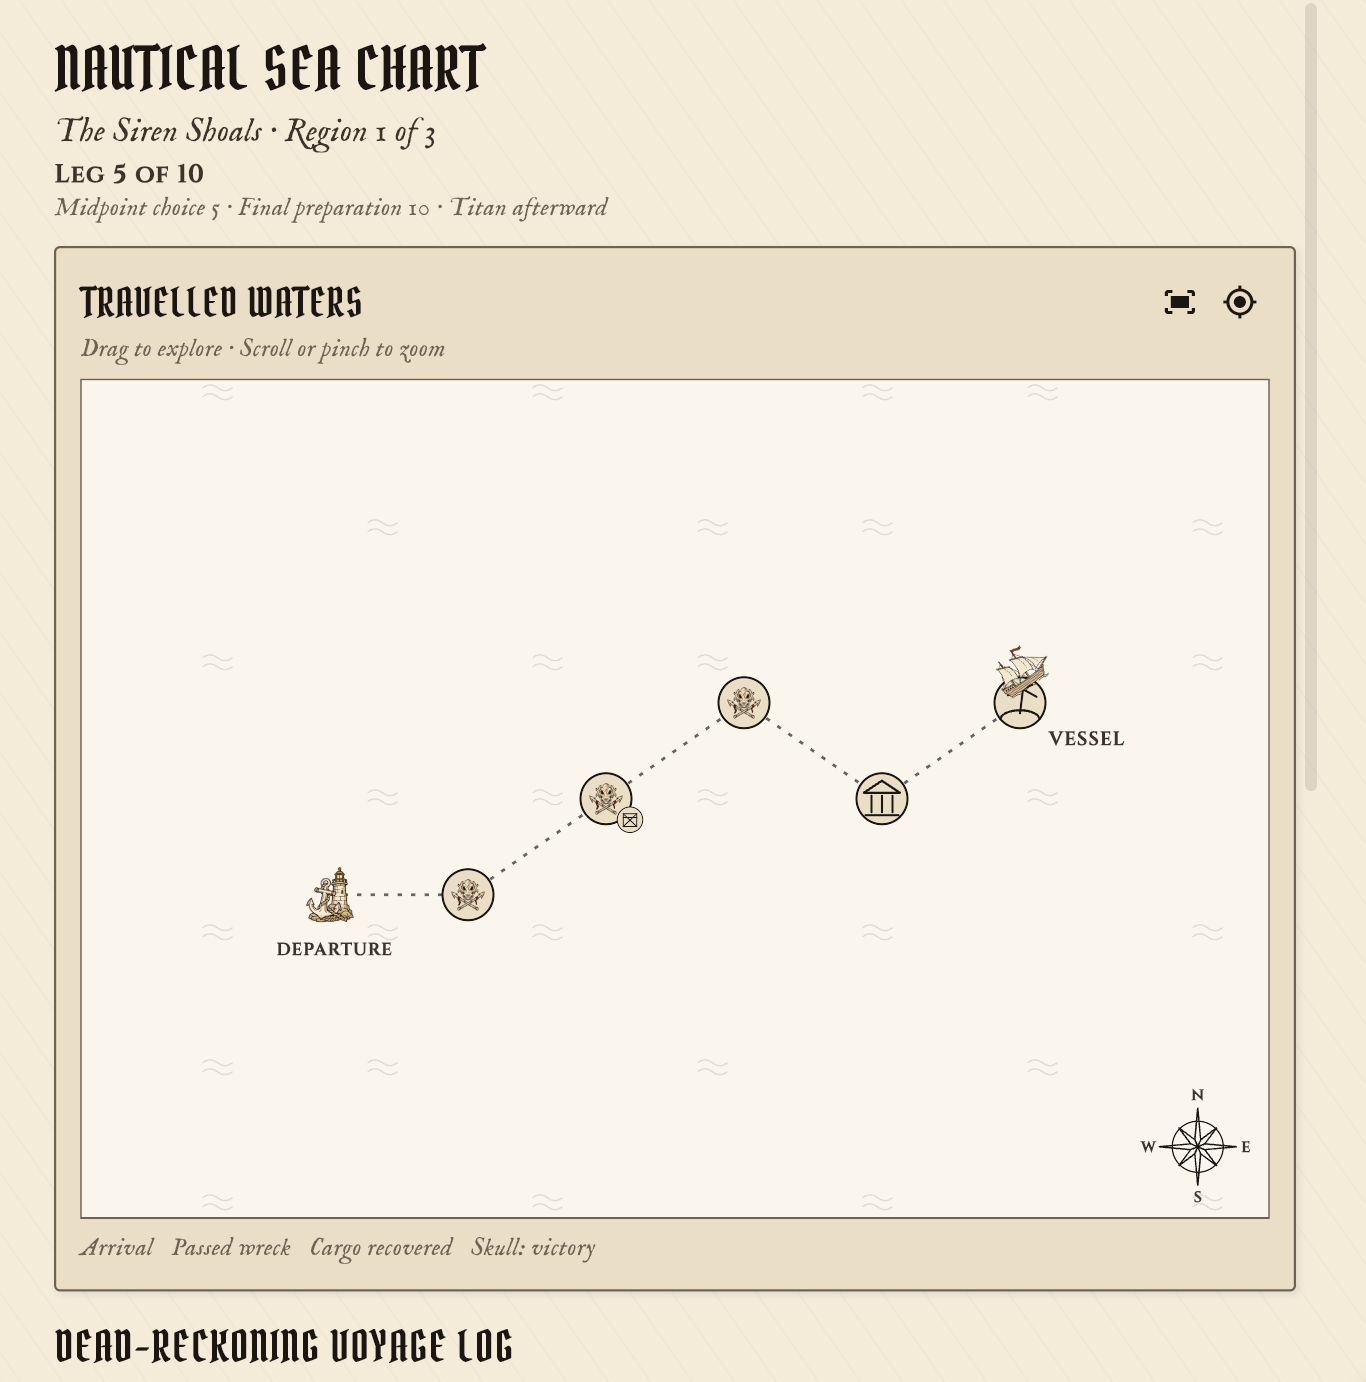 NAUTICAL SEA CHART
The Siren Shoals · Region 1 of 3
LEG 5 OF 10
Midpoint choice 5 · Final preparation 10 · Titan afterward
TRAVELLED WATERS
Drag to explore · Scroll or pinch to zoom
VESSEL
DEPARTURE
N
W E
S
Arrival Passed wreck Cargo recovered Skull: victory
DEAD-RECKONING VOYAGE LOG